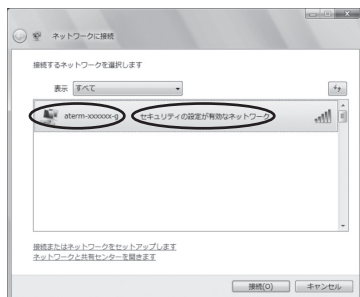 ネットワークに接続
接続するネットワークを選択します
表示 すべて
aterm-xxxxxx-g セキュリティの設定が有効なネットワーク
接続またはネットワークをセットアップします
ネットワークと共有センターを開きます
接続(O) キャンセル